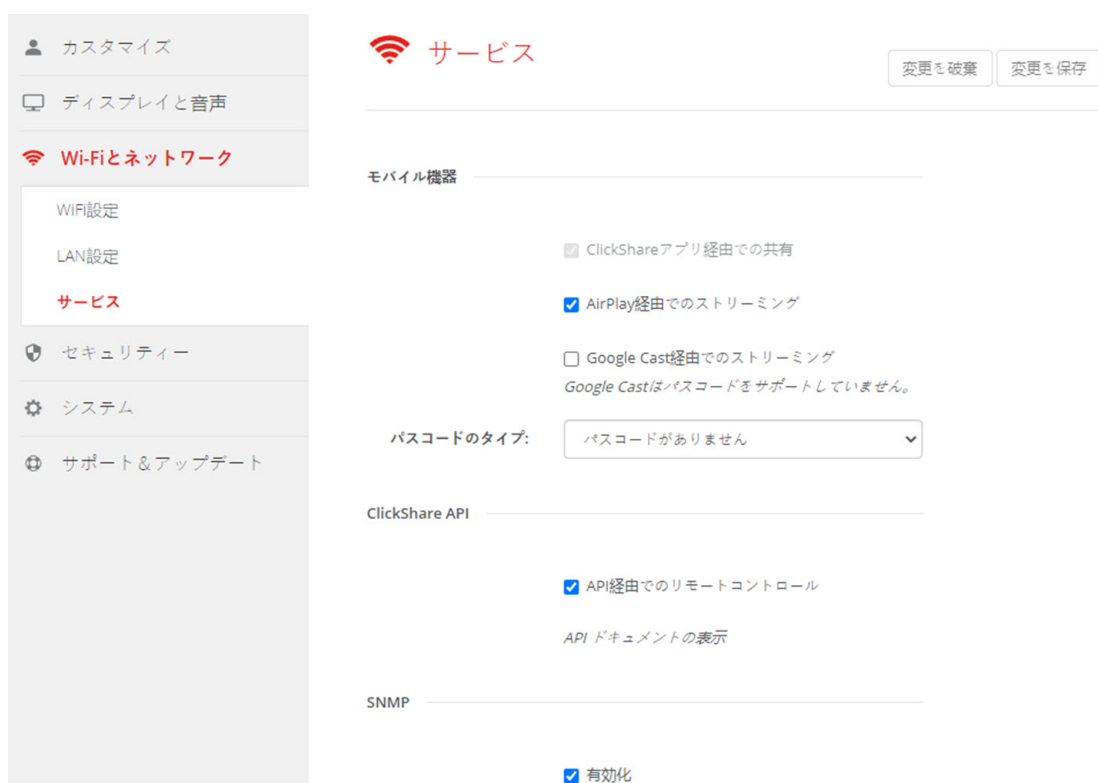 カスタマイズ
ディスプレイと音声
Wi-Fiとネットワーク
WiFi設定
LAN設定
サービス
セキュリティー
システム
サポート＆アップデート
サービス
変更を破棄
変更を保存
モバイル機器
ClickShareアプリ経由での共有
AirPlay経由でのストリーミング
Google Cast経由でのストリーミング
Google Castはパスコードをサポートしていません。
パスコードのタイプ:
パスコードがありません
ClickShare API
API経由でのリモートコントロール
API ドキュメントの表示
SNMP
有効化